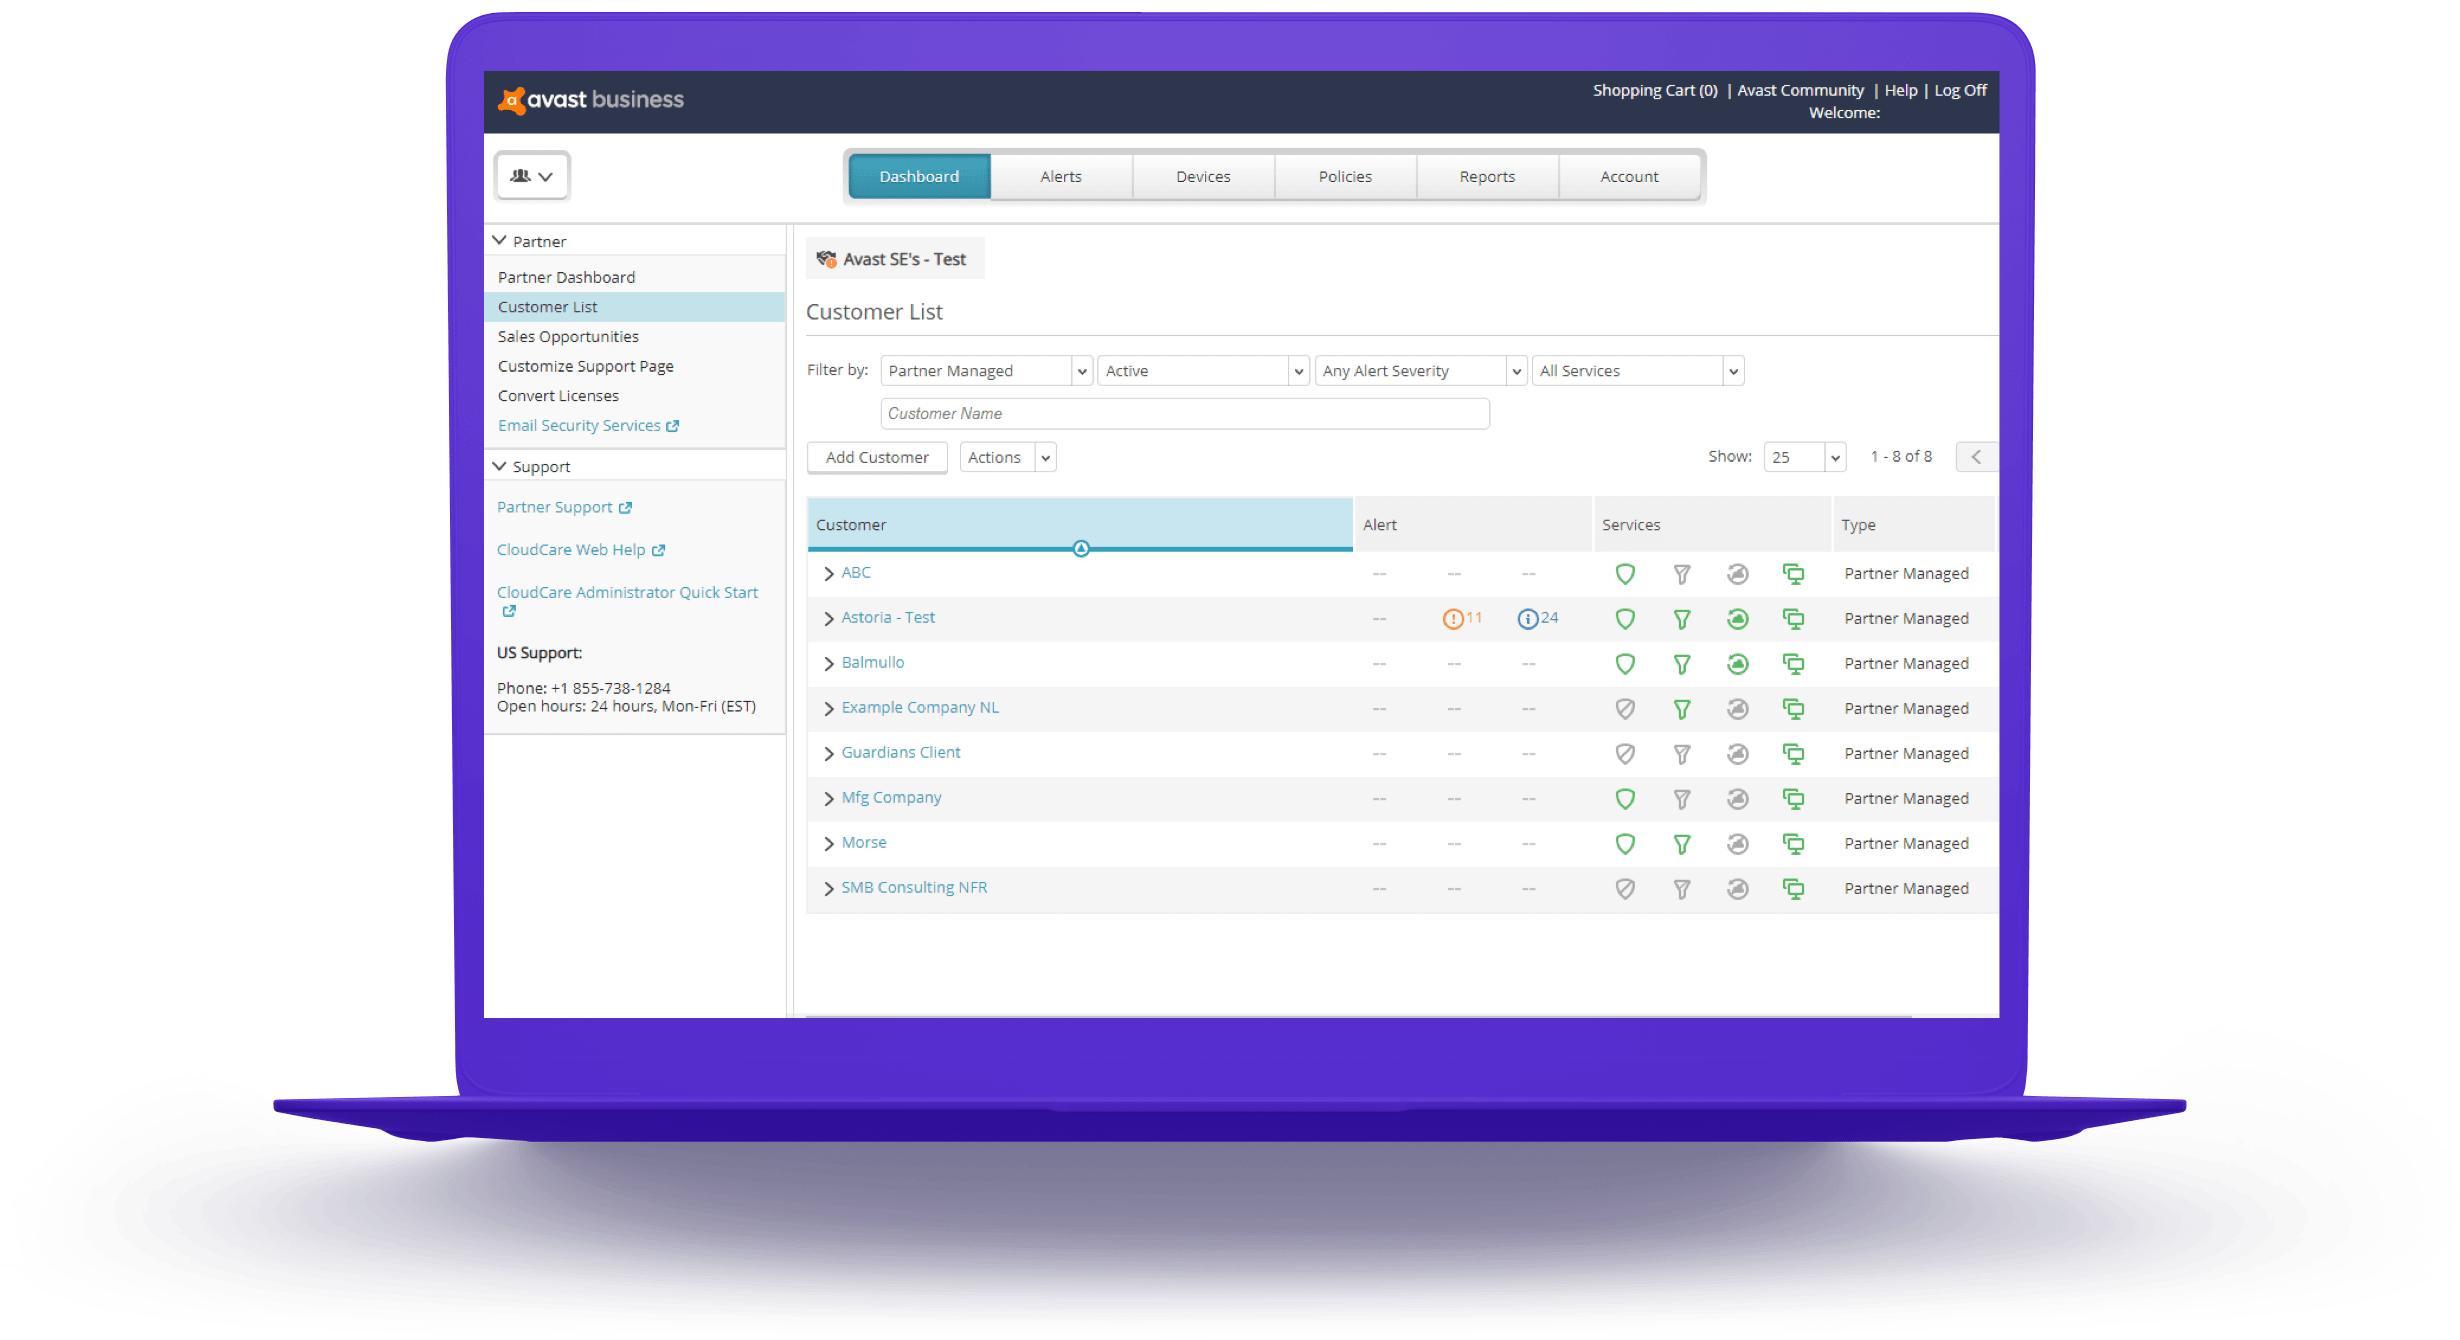 avast business
Shopping Cart (0) | Avast Community | Help | Log Off
Welcome:
Dashboard Alerts Devices Policies Reports Account
Partner
Partner Dashboard
Customer List
Sales Opportunities
Customize Support Page
Convert Licenses
Email Security Services
Support
Partner Support
CloudCare Web Help
CloudCare Administrator Quick Start
US Support:
Phone: +1 855-738-1284
Open hours: 24 hours, Mon-Fri (EST)
Avast SE's - Test
Customer List
Filter by: Partner Managed Active Any Alert Severity All Services
Customer Name
Add Customer Actions Show: 25 1 - 8 of 8
Customer Alert Services Type
ABC -- -- -- Partner Managed
Astoria - Test -- 11 24 Partner Managed
Balmullo -- -- -- Partner Managed
Example Company NL -- -- -- Partner Managed
Guardians Client -- -- -- Partner Managed
Mfg Company -- -- -- Partner Managed
Morse -- -- -- Partner Managed
SMB Consulting NFR -- -- -- Partner Managed